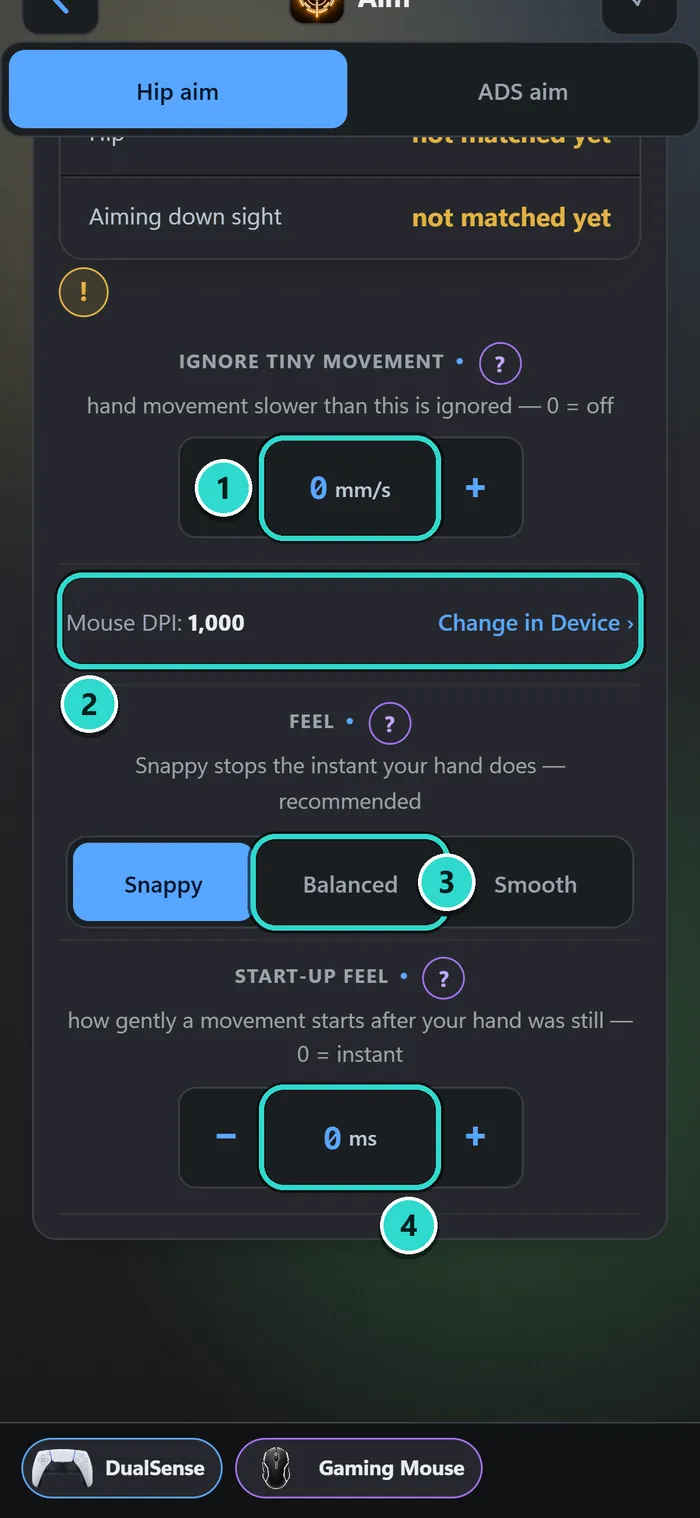 Aim
Hip aim
ADS aim
Hip
not matched yet
Aiming down sight
not matched yet
!
IGNORE TINY MOVEMENT • ?
hand movement slower than this is ignored — 0 = off
1
0 mm/s
+
Mouse DPI: 1,000
Change in Device ›
2
FEEL • ?
Snappy stops the instant your hand does —
recommended
Snappy
Balanced
3
Smooth
START-UP FEEL • ?
how gently a movement starts after your hand was still —
0 = instant
−
0 ms
+
4
DualSense
Gaming Mouse